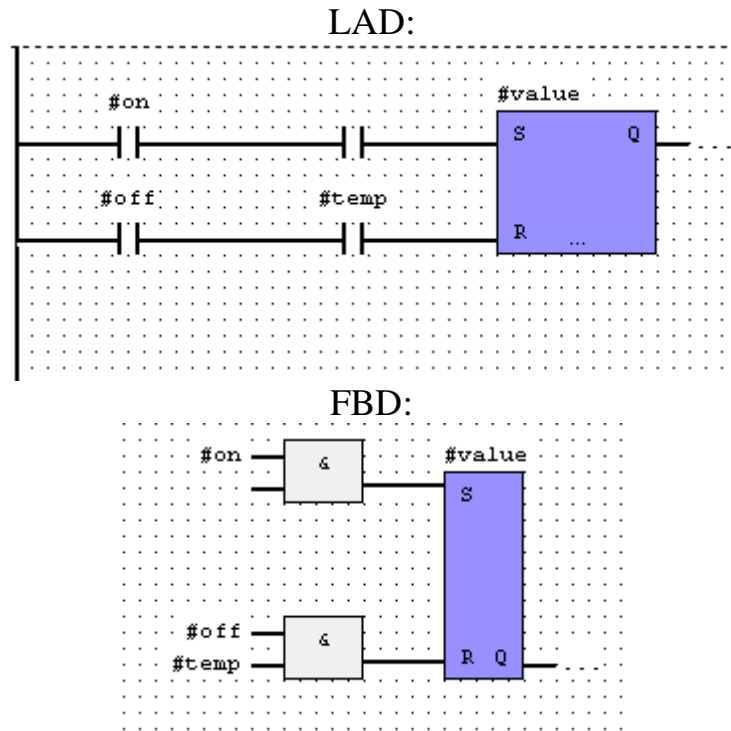 LAD:
#on
#value
S Q
#off
#temp
R ...
FBD:
#on
&
#value
S
#off
&
#temp
R Q